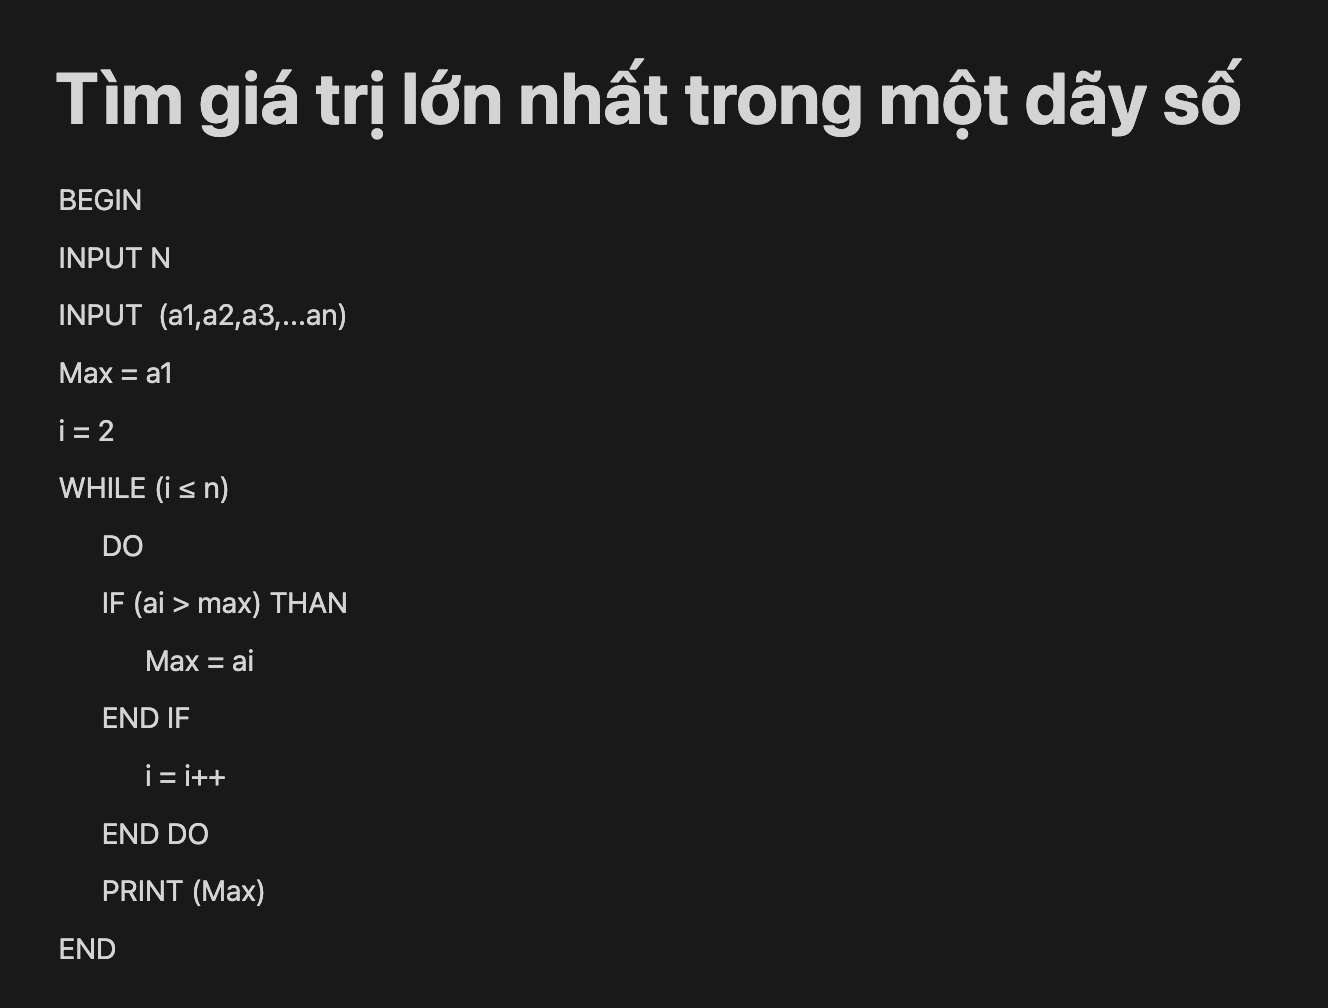 Tìm giá trị lớn nhất trong một dãy số
BEGIN
INPUT N
INPUT  (a1,a2,a3,...an)
Max = a1
i = 2
WHILE (i ≤ n)
DO
IF (ai > max) THAN
Max = ai
END IF
i = i++
END DO
PRINT (Max)
END